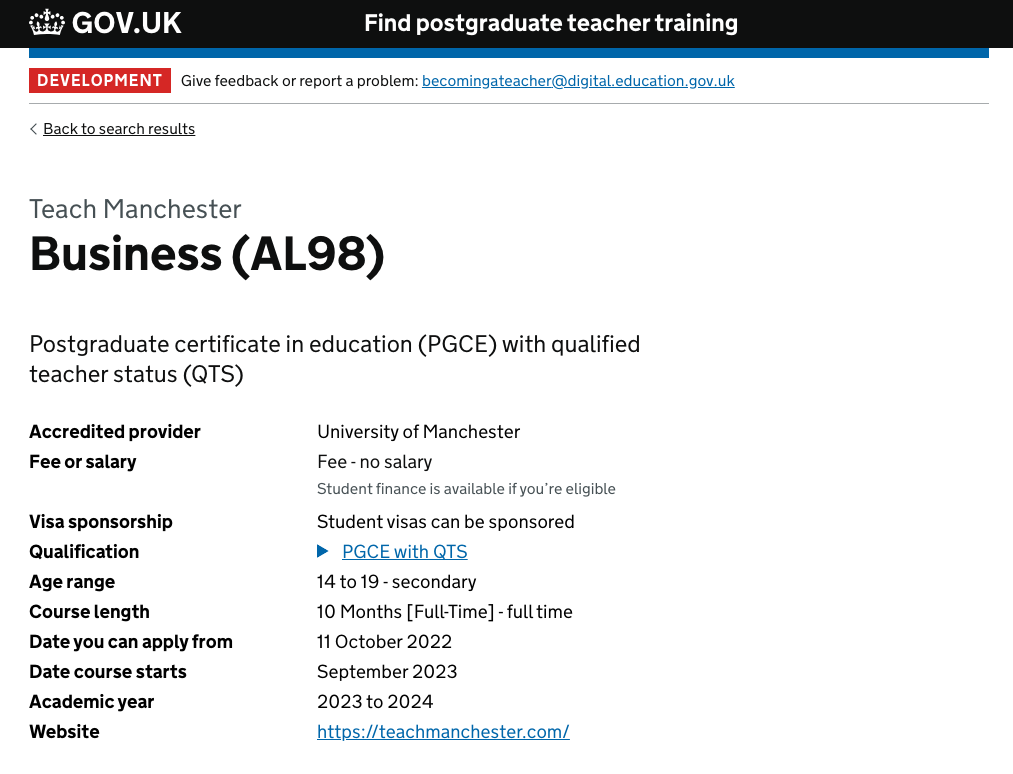 GOV.UK
Find postgraduate teacher training
DEVELOPMENT Give feedback or report a problem: becomingateacher@digital.education.gov.uk
Back to search results
Teach Manchester
Business (AL98)
Postgraduate certificate in education (PGCE) with qualified
teacher status (QTS)
Accredited provider University of Manchester
Fee or salary Fee - no salary
Student finance is available if you’re eligible
Visa sponsorship Student visas can be sponsored
Qualification PGCE with QTS
Age range 14 to 19 - secondary
Course length 10 Months [Full-Time] - full time
Date you can apply from 11 October 2022
Date course starts September 2023
Academic year 2023 to 2024
Website https://teachmanchester.com/